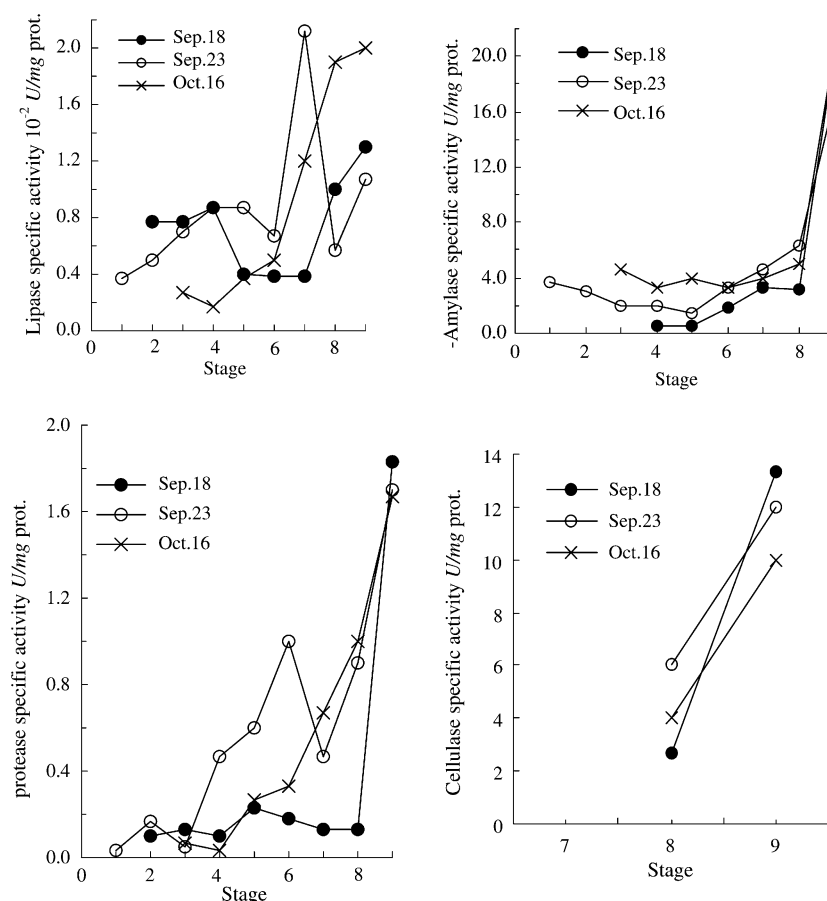 Lipase specific activity 10-2 U/mg prot.
2.0
1.6
1.2
0.8
0.4
0.0
Sep.18
Sep.23
Oct.16
0 2 4 6 8
Stage
-Amylase specific activity U/mg prot.
20.0
16.0
12.0
8.0
4.0
0.0
Sep.18
Sep.23
Oct.16
0 2 4 6 8
Stage
protease specific activity U/mg prot.
2.0
1.6
1.2
0.8
0.4
0.0
Sep.18
Sep.23
Oct.16
0 2 4 6 8
Stage
Cellulase specific activity U/mg prot.
14
12
10
8
6
4
2
0
Sep.18
Sep.23
Oct.16
7 8 9
Stage